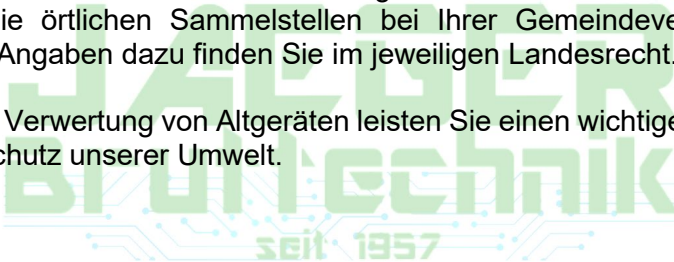 ie örtlichen Sammelstellen bei Ihrer Gemeindeve
Angaben dazu finden Sie im jeweiligen Landesrecht.
Verwertung von Altgeräten leisten Sie einen wichtige
chutz unserer Umwelt.
JAEGER
Bruttechnik
seit 1957